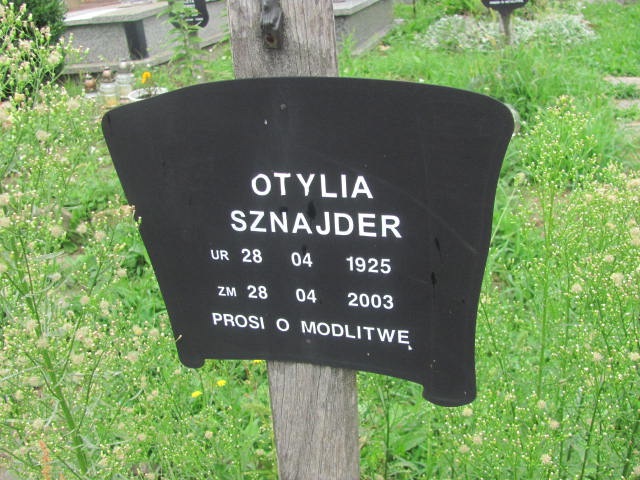 OTYLIA
SZNAJDER
UR 28 04 1925
ZM 28 04 2003
PROSI O MODLITWĘ